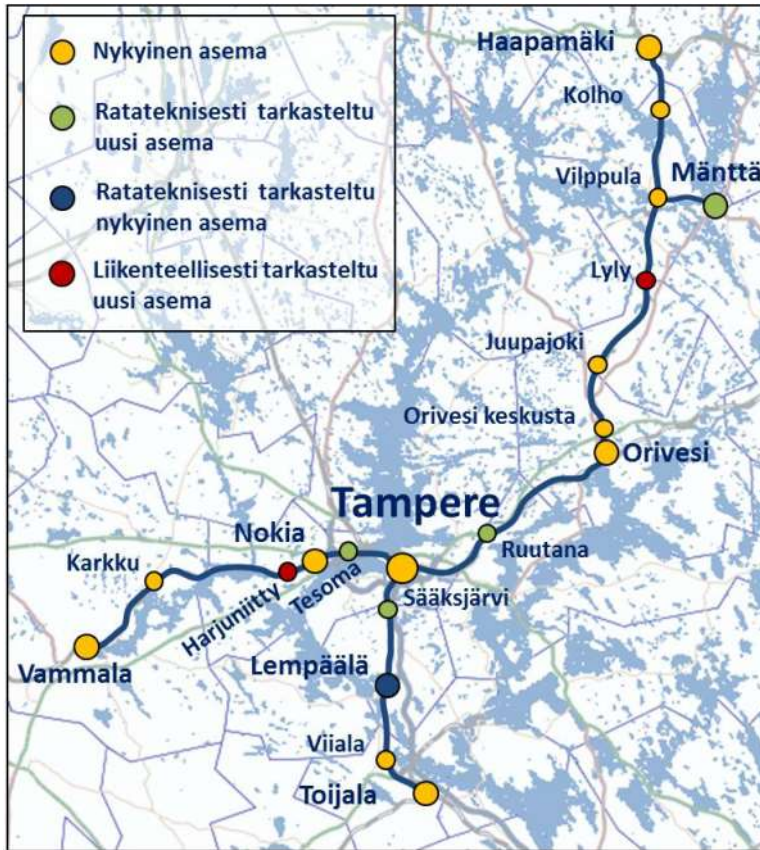 Nykyinen asema
Ratateknisesti tarkasteltu
uusi asema
Ratateknisesti tarkasteltu
nykyinen asema
Liikenteellisesti tarkasteltu
uusi asema
Haapamäki
Kolho
Vilppula
Mänttä
Lyly
Juupajoki
Orivesi keskusta
Orivesi
Tampere
Nokia
Ruutana
Karkku
Harjuniitty
Tesoma
Sääksjärvi
Vammala
Lempäälä
Viiala
Toijala